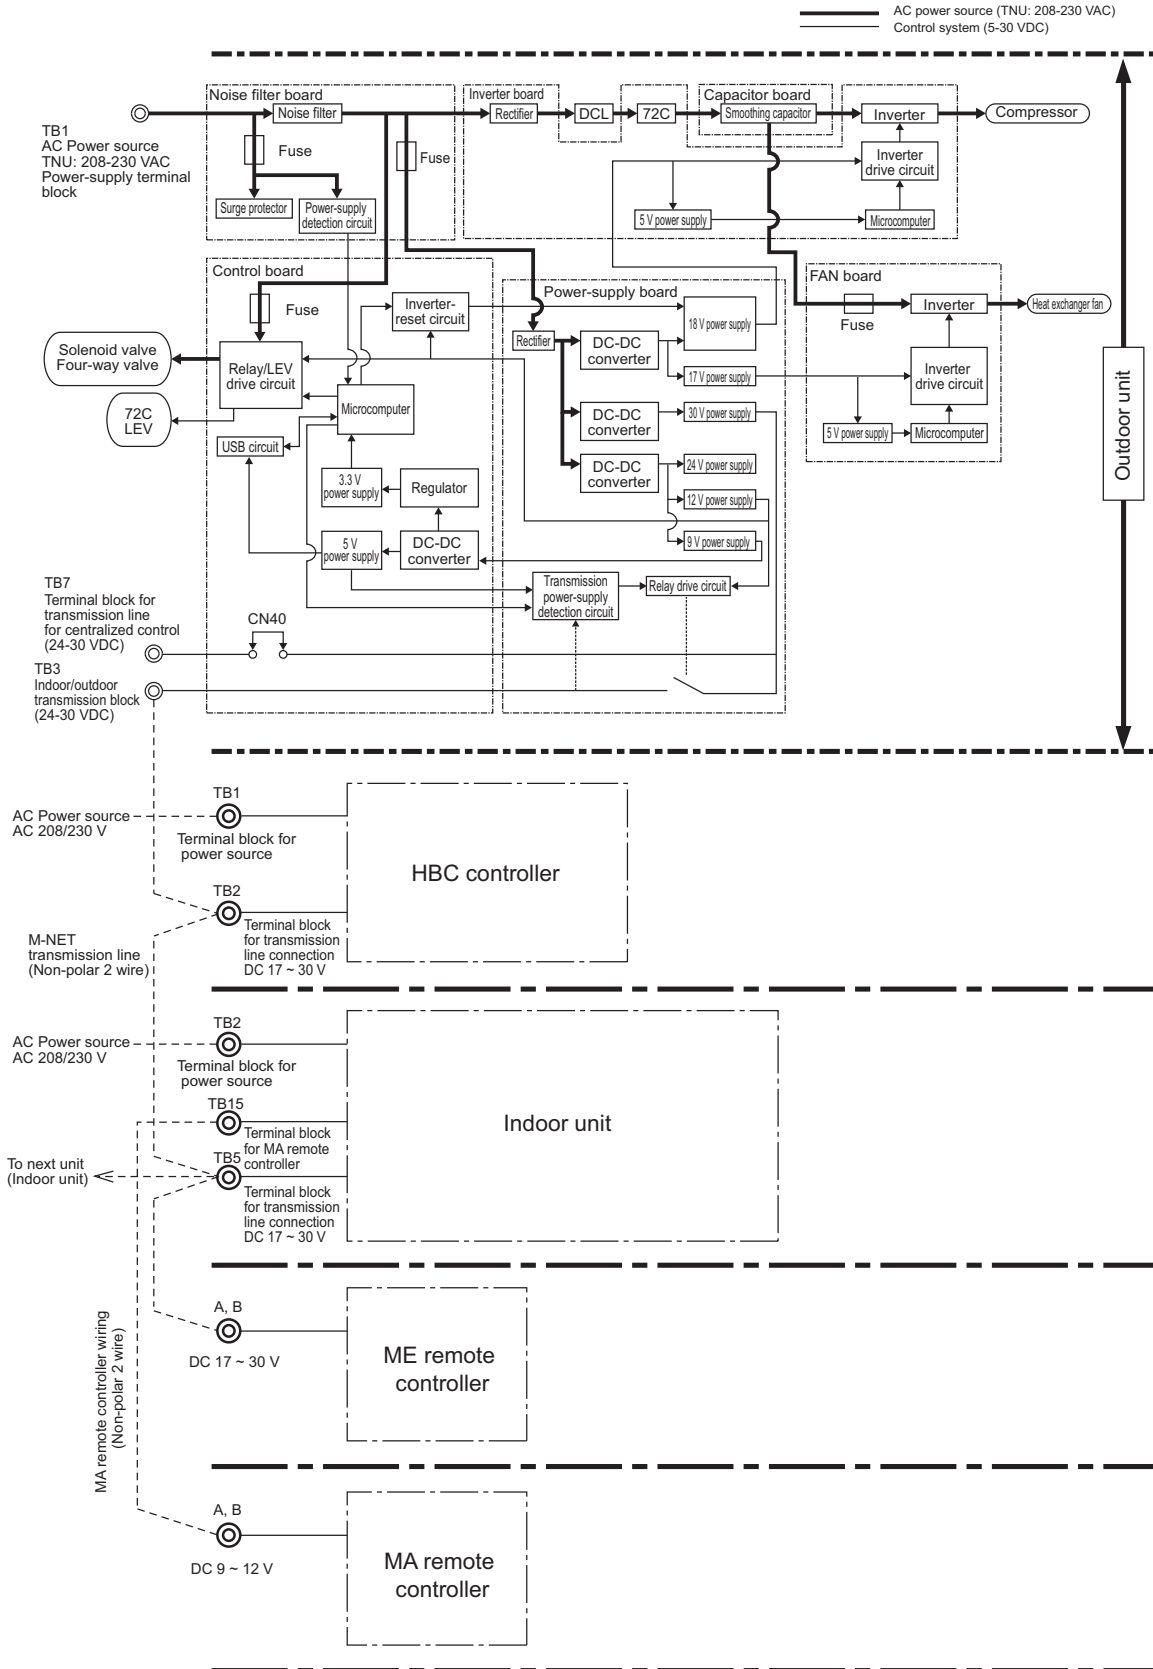 AC power source (TNU: 208-230 VAC)
Control system (5-30 VDC)
Noise filter board
Inverter board
Capacitor board
Noise filter
Rectifier
DCL
72C
Smoothing capacitor
Inverter
Compressor
TB1
AC Power source
TNU: 208-230 VAC
Power-supply terminal
block
Fuse
Fuse
Inverter
drive circuit
Surge protector
Power-supply
detection circuit
5 V power supply
Microcomputer
Control board
Power-supply board
FAN board
Fuse
Inverter-
reset circuit
18 V power supply
Fuse
Inverter
Heat exchanger fan
Rectifier
DC-DC
converter
Solenoid valve
Four-way valve
Relay/LEV
drive circuit
17 V power supply
Inverter
drive circuit
Outdoor unit
72C
LEV
Microcomputer
DC-DC
converter
30 V power supply
5 V power supply
Microcomputer
USB circuit
DC-DC
converter
24 V power supply
3.3 V
power supply
Regulator
12 V power supply
5 V
power supply
DC-DC
converter
9 V power supply
TB7
Terminal block for
transmission line
for centralized control
(24-30 VDC)
CN40
Transmission
power-supply
detection circuit
Relay drive circuit
TB3
Indoor/outdoor
transmission block
(24-30 VDC)
TB1
AC Power source
AC 208/230 V
Terminal block for
power source
HBC controller
TB2
Terminal block
for transmission
line connection
DC 17 ~ 30 V
M-NET
transmission line
(Non-polar 2 wire)
TB2
AC Power source
AC 208/230 V
Terminal block for
power source
TB15
Terminal block
for MA remote
controller
Indoor unit
To next unit
(Indoor unit)
TB5
Terminal block
for transmission
line connection
DC 17 ~ 30 V
A, B
DC 17 ~ 30 V
ME remote
controller
MA remote controller wiring
(Non-polar 2 wire)
A, B
DC 9 ~ 12 V
MA remote
controller